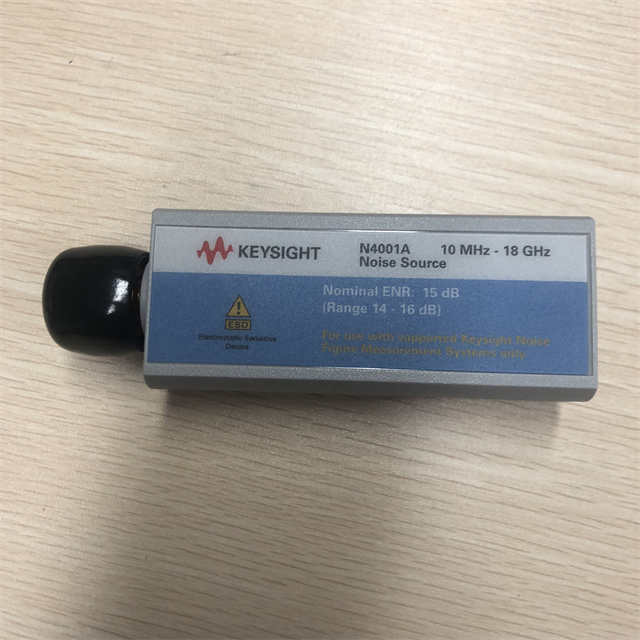 KEYSIGHT
N4001A 10 MHz - 18 GHz
Noise Source
Nominal ENR: 15 dB
(Range 14 - 16 dB)
ESD
Electrostatic Sensitive
Device
For use with supported Keysight Noise
Figure Measurement Systems only.